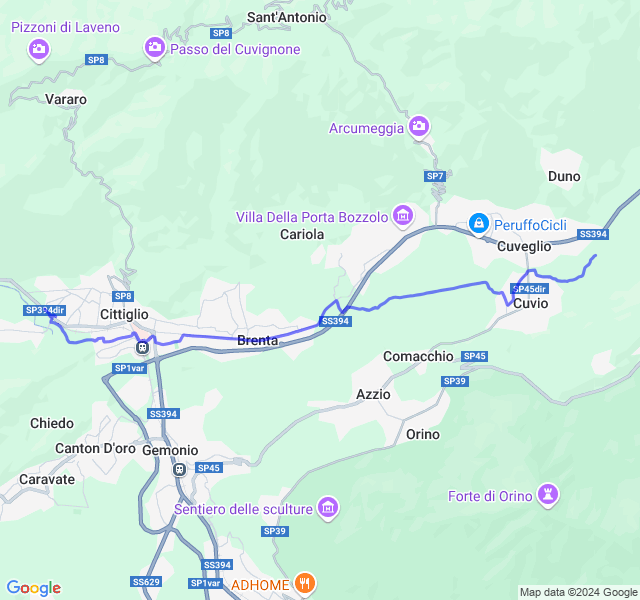 Sant'Antonio
Pizzoni di Laveno
SP8
Passo del Cuvignone
SP8
Vararo
Arcumeggia
SP7
Duno
Villa Della Porta Bozzolo
PeruffoCicli
Cariola
SS394
Cuveglio
SP45dir
SP8
Cuvio
SP394dir
Cittiglio
SS394
Brenta
Comacchio
SP45
SP1var
SP39
Azzio
SS394
Chiedo
Orino
Canton D'oro
Gemonio
SP45
Caravate
Forte di Orino
Sentiero delle sculture
SP39
SS394
SS629
SP1var
ADHOME
Google
Map data ©2024 Google